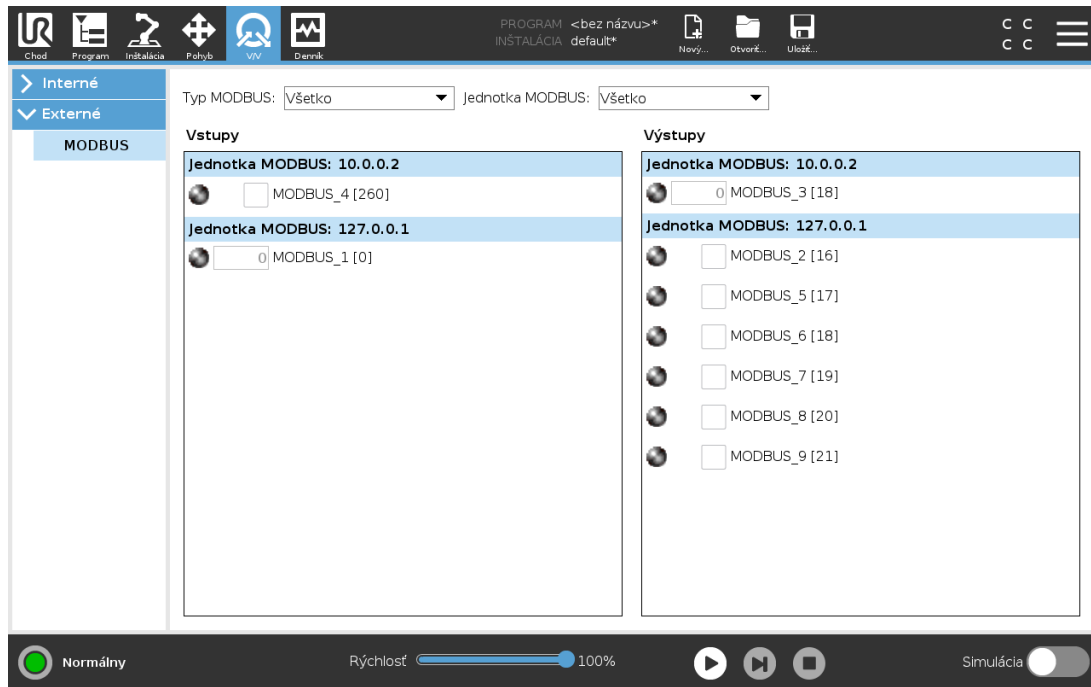 PROGRAM <bez názvu>*
INŠTALÁCIA default*
Chod
Program
Inštalácia
Pohyb
V/V
Denník
Nový...
Otvoriť...
Uložiť...
C C
C C
Interné
Externé
MODBUS
Typ MODBUS: Všetko
Jednotka MODBUS: Všetko
Vstupy
Jednotka MODBUS: 10.0.0.2
MODBUS_4 [260]
Jednotka MODBUS: 127.0.0.1
0 MODBUS_1 [0]
Výstupy
Jednotka MODBUS: 10.0.0.2
0 MODBUS_3 [18]
Jednotka MODBUS: 127.0.0.1
MODBUS_2 [16]
MODBUS_5 [17]
MODBUS_6 [18]
MODBUS_7 [19]
MODBUS_8 [20]
MODBUS_9 [21]
Normálny
Rýchlosť 100%
Simulácia